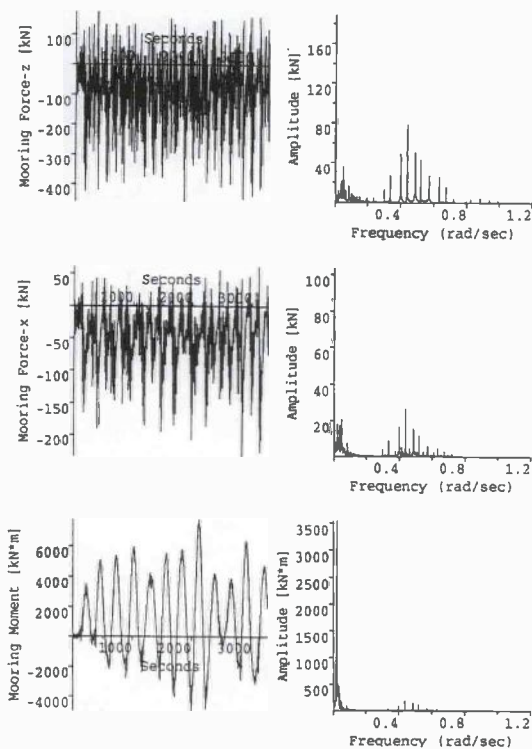 Mooring Force-z [kN]
100
Seconds
-100
-200
-300
-400
Amplitude [kN]
160
120
80
40
0.4 0.8 1.2
Frequency (rad/sec)
Mooring Force-x [kN]
50
Seconds
1000 2000 3000
-50
-100
-150
-200
Amplitude [kN]
100
80
60
40
20
0.4 0.8 1.2
Frequency (rad/sec)
Mooring Moment [kN*m]
6000
4000
2000
1000 2000 3000
Seconds
-2000
-4000
Amplitude [kN*m]
3500
3000
2500
2000
1500
1000
500
0.4 0.8 1.2
Frequency (rad/sec)